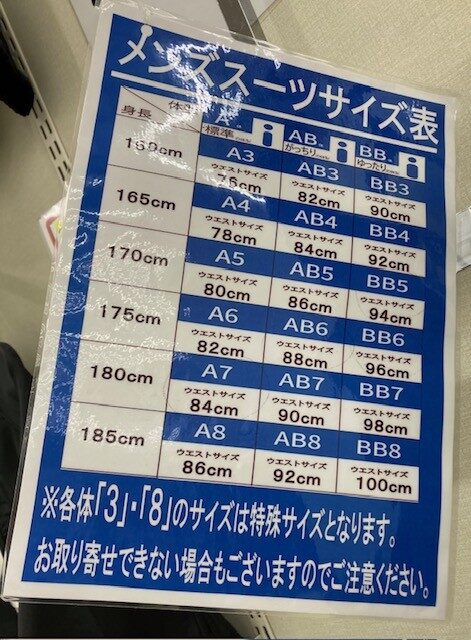 メンズスーツサイズ表
身長 体型 A 標準 AB がっちり BB ゆったり
160cm A3 AB3 BB3
ウエストサイズ 76cm ウエストサイズ 82cm ウエストサイズ 90cm
165cm A4 AB4 BB4
ウエストサイズ 78cm ウエストサイズ 84cm ウエストサイズ 92cm
170cm A5 AB5 BB5
ウエストサイズ 80cm ウエストサイズ 86cm ウエストサイズ 94cm
175cm A6 AB6 BB6
ウエストサイズ 82cm ウエストサイズ 88cm ウエストサイズ 96cm
180cm A7 AB7 BB7
ウエストサイズ 84cm ウエストサイズ 90cm ウエストサイズ 98cm
185cm A8 AB8 BB8
ウエストサイズ 86cm ウエストサイズ 92cm ウエストサイズ 100cm
※各体「3」・「8」のサイズは特殊サイズとなります。
お取り寄せできない場合もございますのでご注意ください。